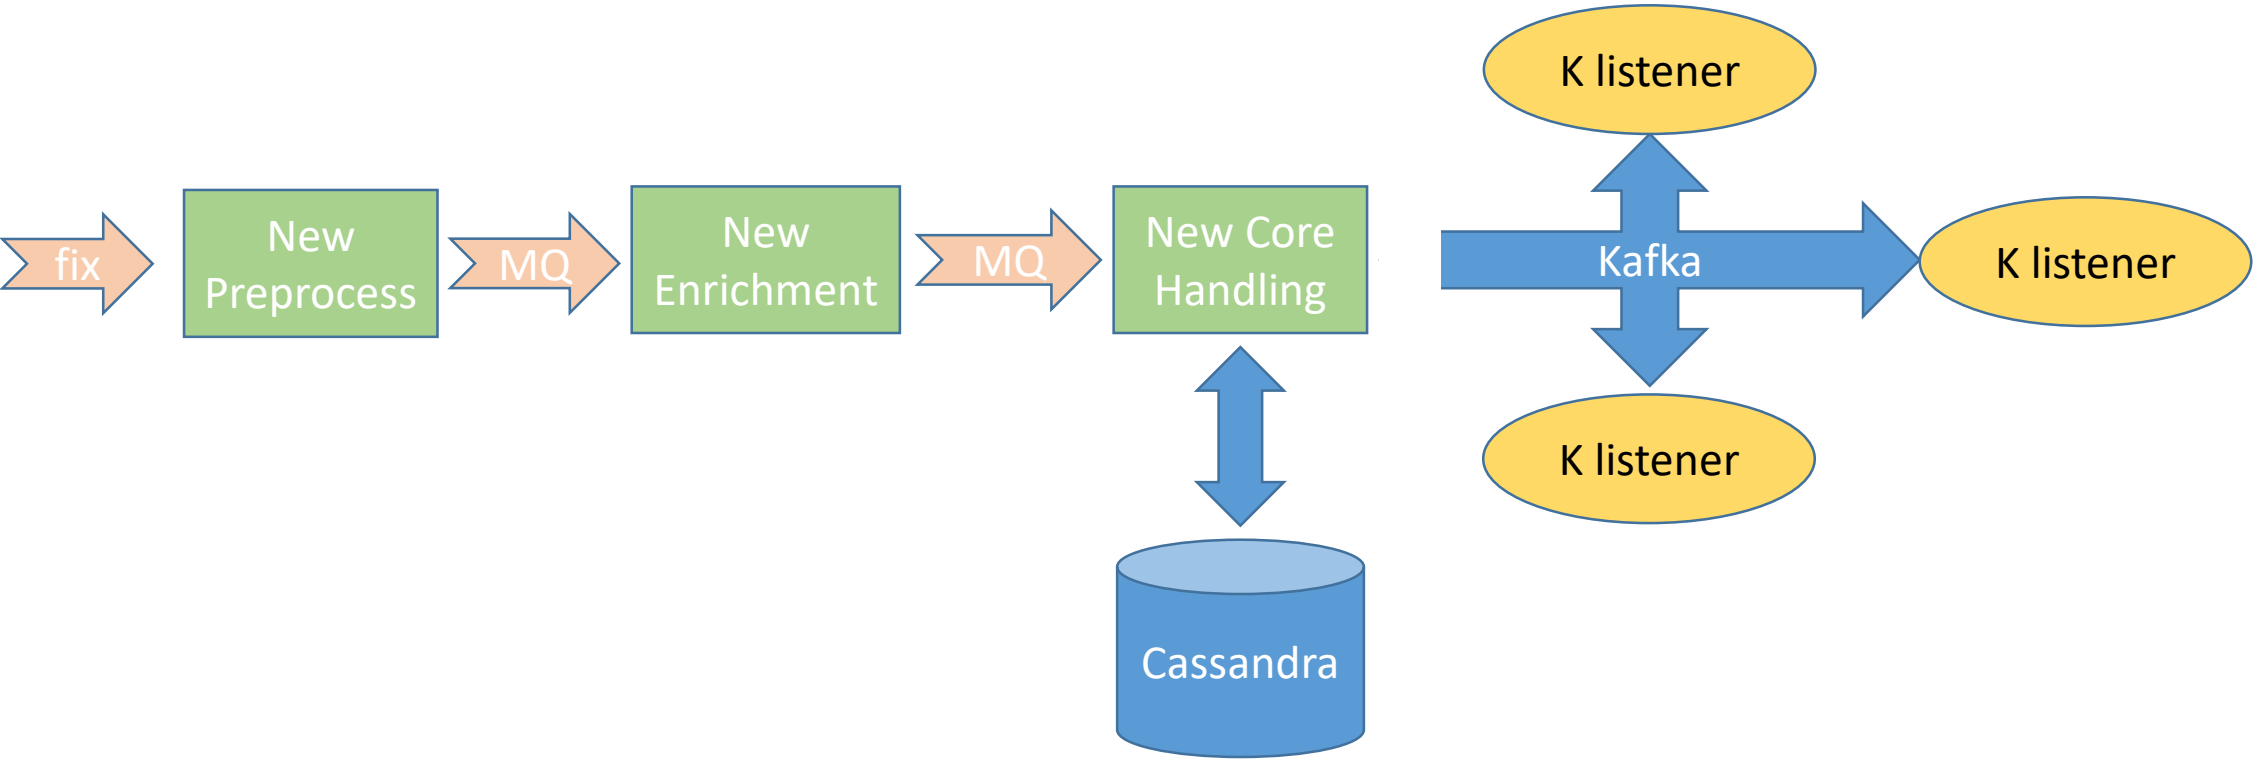 K listener
fix
New
Preprocess
MQ
New
Enrichment
MQ
New Core
Handling
Kafka
K listener
K listener
Cassandra